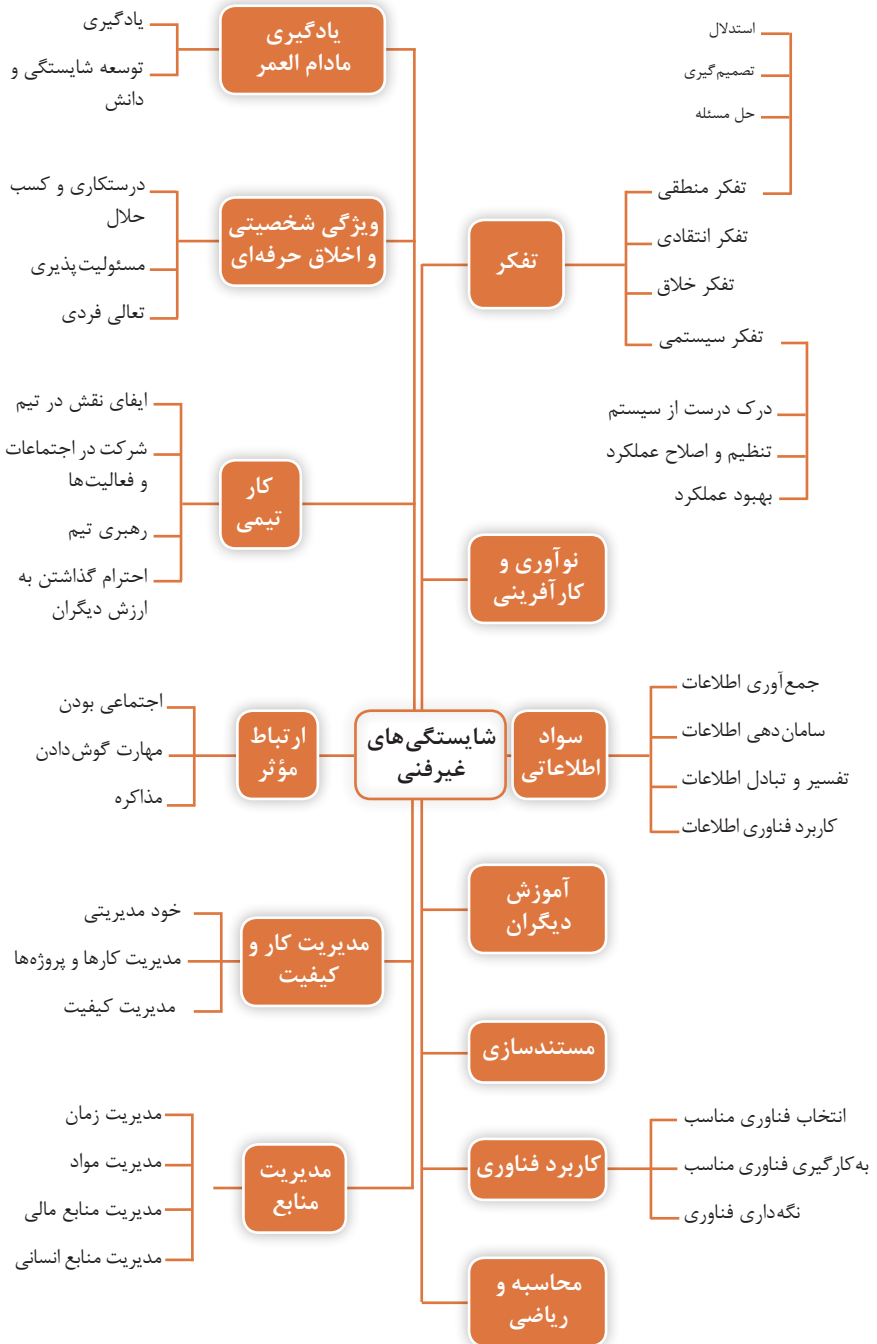 شایستگی‌های
غیرفنی
تفکر
تفکر منطقی
استدلال
تصمیم‌گیری
حل مسئله
تفکر انتقادی
تفکر خلاق
تفکر سیستمی
درک درست از سیستم
تنظیم و اصلاح عملکرد
بهبود عملکرد
نوآوری و
کارآفرینی
سواد
اطلاعاتی
جمع‌آوری اطلاعات
سامان‌دهی اطلاعات
تفسیر و تبادل اطلاعات
کاربرد فناوری اطلاعات
آموزش
دیگران
مستندسازی
کاربرد فناوری
انتخاب فناوری مناسب
به‌کارگیری فناوری مناسب
نگه‌داری فناوری
محاسبه و
ریاضی
یادگیری
مادام العمر
یادگیری
توسعه شایستگی و
دانش
ویژگی شخصیتی
و اخلاق حرفه‌ای
درستکاری و کسب
حلال
مسئولیت‌پذیری
تعالی فردی
کار
تیمی
ایفای نقش در تیم
شرکت در اجتماعات
و فعالیت‌ها
رهبری تیم
احترام گذاشتن به
ارزش دیگران
ارتباط
مؤثر
اجتماعی بودن
مهارت گوش‌دادن
مذاکره
مدیریت کار و
کیفیت
خود مدیریتی
مدیریت کارها و پروژه‌ها
مدیریت کیفیت
مدیریت
منابع
مدیریت زمان
مدیریت مواد
مدیریت منابع مالی
مدیریت منابع انسانی